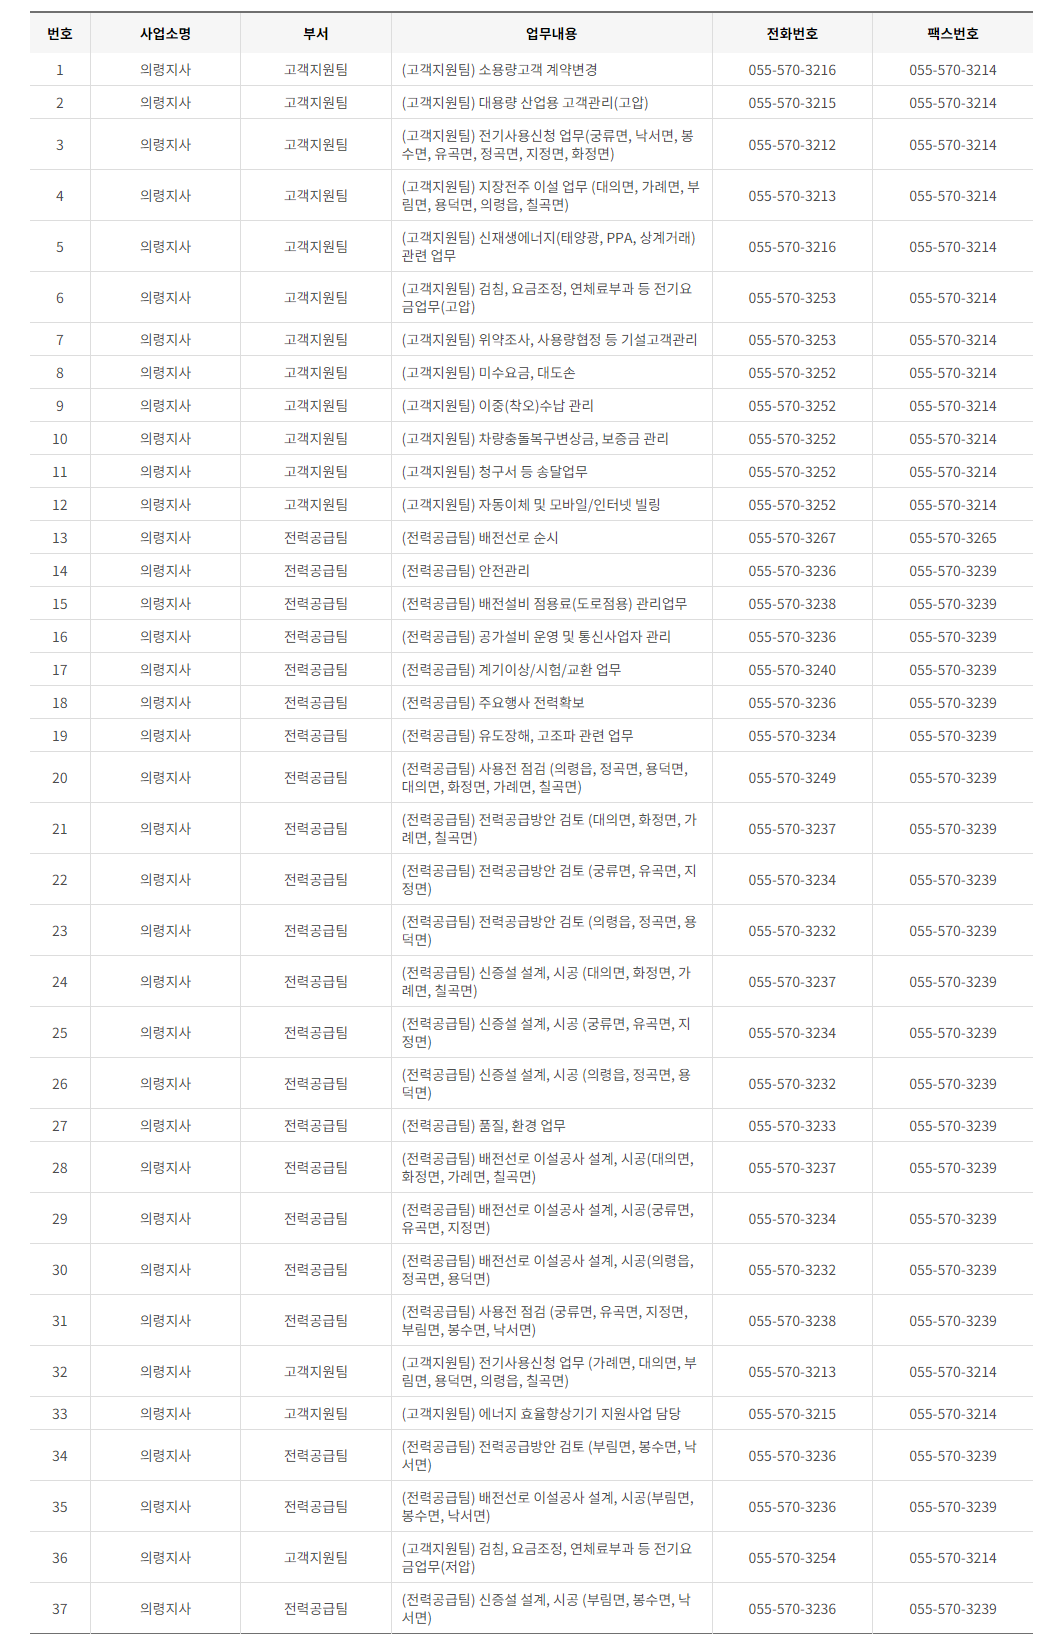 번호 사업소명 부서 업무내용 전화번호 팩스번호
1 의령지사 고객지원팀 (고객지원팀) 소용량고객 계약변경 055-570-3216 055-570-3214
2 의령지사 고객지원팀 (고객지원팀) 대용량 산업용 고객관리(고압) 055-570-3215 055-570-3214
3 의령지사 고객지원팀 (고객지원팀) 전기사용신청 업무(궁류면, 낙서면, 봉
수면, 유곡면, 정곡면, 지정면, 화정면) 055-570-3212 055-570-3214
4 의령지사 고객지원팀 (고객지원팀) 지장전주 이설 업무 (대의면, 가례면, 부
림면, 용덕면, 의령읍, 칠곡면) 055-570-3213 055-570-3214
5 의령지사 고객지원팀 (고객지원팀) 신재생에너지(태양광, PPA, 상계거래)
관련 업무 055-570-3216 055-570-3214
6 의령지사 고객지원팀 (고객지원팀) 검침, 요금조정, 연체료부과 등 전기요
금업무(고압) 055-570-3253 055-570-3214
7 의령지사 고객지원팀 (고객지원팀) 위약조사, 사용량협정 등 기설고객관리 055-570-3253 055-570-3214
8 의령지사 고객지원팀 (고객지원팀) 미수요금, 대도손 055-570-3252 055-570-3214
9 의령지사 고객지원팀 (고객지원팀) 이중(착오)수납 관리 055-570-3252 055-570-3214
10 의령지사 고객지원팀 (고객지원팀) 차량충돌복구변상금, 보증금 관리 055-570-3252 055-570-3214
11 의령지사 고객지원팀 (고객지원팀) 청구서 등 송달업무 055-570-3252 055-570-3214
12 의령지사 고객지원팀 (고객지원팀) 자동이체 및 모바일/인터넷 빌링 055-570-3252 055-570-3214
13 의령지사 전력공급팀 (전력공급팀) 배전선로 순시 055-570-3267 055-570-3265
14 의령지사 전력공급팀 (전력공급팀) 안전관리 055-570-3236 055-570-3239
15 의령지사 전력공급팀 (전력공급팀) 배전설비 점용료(도로점용) 관리업무 055-570-3238 055-570-3239
16 의령지사 전력공급팀 (전력공급팀) 공가설비 운영 및 통신사업자 관리 055-570-3236 055-570-3239
17 의령지사 전력공급팀 (전력공급팀) 계기이상/시험/교환 업무 055-570-3240 055-570-3239
18 의령지사 전력공급팀 (전력공급팀) 주요행사 전력확보 055-570-3236 055-570-3239
19 의령지사 전력공급팀 (전력공급팀) 유도장해, 고조파 관련 업무 055-570-3234 055-570-3239
20 의령지사 전력공급팀 (전력공급팀) 사용전 점검 (의령읍, 정곡면, 용덕면,
대의면, 화정면, 가례면, 칠곡면) 055-570-3249 055-570-3239
21 의령지사 전력공급팀 (전력공급팀) 전력공급방안 검토 (대의면, 화정면, 가
례면, 칠곡면) 055-570-3237 055-570-3239
22 의령지사 전력공급팀 (전력공급팀) 전력공급방안 검토 (궁류면, 유곡면, 지
정면) 055-570-3234 055-570-3239
23 의령지사 전력공급팀 (전력공급팀) 전력공급방안 검토 (의령읍, 정곡면, 용
덕면) 055-570-3232 055-570-3239
24 의령지사 전력공급팀 (전력공급팀) 신증설 설계, 시공 (대의면, 화정면, 가
례면, 칠곡면) 055-570-3237 055-570-3239
25 의령지사 전력공급팀 (전력공급팀) 신증설 설계, 시공 (궁류면, 유곡면, 지
정면) 055-570-3234 055-570-3239
26 의령지사 전력공급팀 (전력공급팀) 신증설 설계, 시공 (의령읍, 정곡면, 용
덕면) 055-570-3232 055-570-3239
27 의령지사 전력공급팀 (전력공급팀) 품질, 환경 업무 055-570-3233 055-570-3239
28 의령지사 전력공급팀 (전력공급팀) 배전선로 이설공사 설계, 시공(대의면,
화정면, 가례면, 칠곡면) 055-570-3237 055-570-3239
29 의령지사 전력공급팀 (전력공급팀) 배전선로 이설공사 설계, 시공(궁류면,
유곡면, 지정면) 055-570-3234 055-570-3239
30 의령지사 전력공급팀 (전력공급팀) 배전선로 이설공사 설계, 시공(의령읍,
정곡면, 용덕면) 055-570-3232 055-570-3239
31 의령지사 전력공급팀 (전력공급팀) 사용전 점검 (궁류면, 유곡면, 지정면,
부림면, 봉수면, 낙서면) 055-570-3238 055-570-3239
32 의령지사 고객지원팀 (고객지원팀) 전기사용신청 업무 (가례면, 대의면, 부
림면, 용덕면, 의령읍, 칠곡면) 055-570-3213 055-570-3214
33 의령지사 고객지원팀 (고객지원팀) 에너지 효율향상기기 지원사업 담당 055-570-3215 055-570-3214
34 의령지사 전력공급팀 (전력공급팀) 전력공급방안 검토 (부림면, 봉수면, 낙
서면) 055-570-3236 055-570-3239
35 의령지사 전력공급팀 (전력공급팀) 배전선로 이설공사 설계, 시공(부림면,
봉수면, 낙서면) 055-570-3236 055-570-3239
36 의령지사 고객지원팀 (고객지원팀) 검침, 요금조정, 연체료부과 등 전기요
금업무(저압) 055-570-3254 055-570-3214
37 의령지사 전력공급팀 (전력공급팀) 신증설 설계, 시공 (부림면, 봉수면, 낙
서면) 055-570-3236 055-570-3239